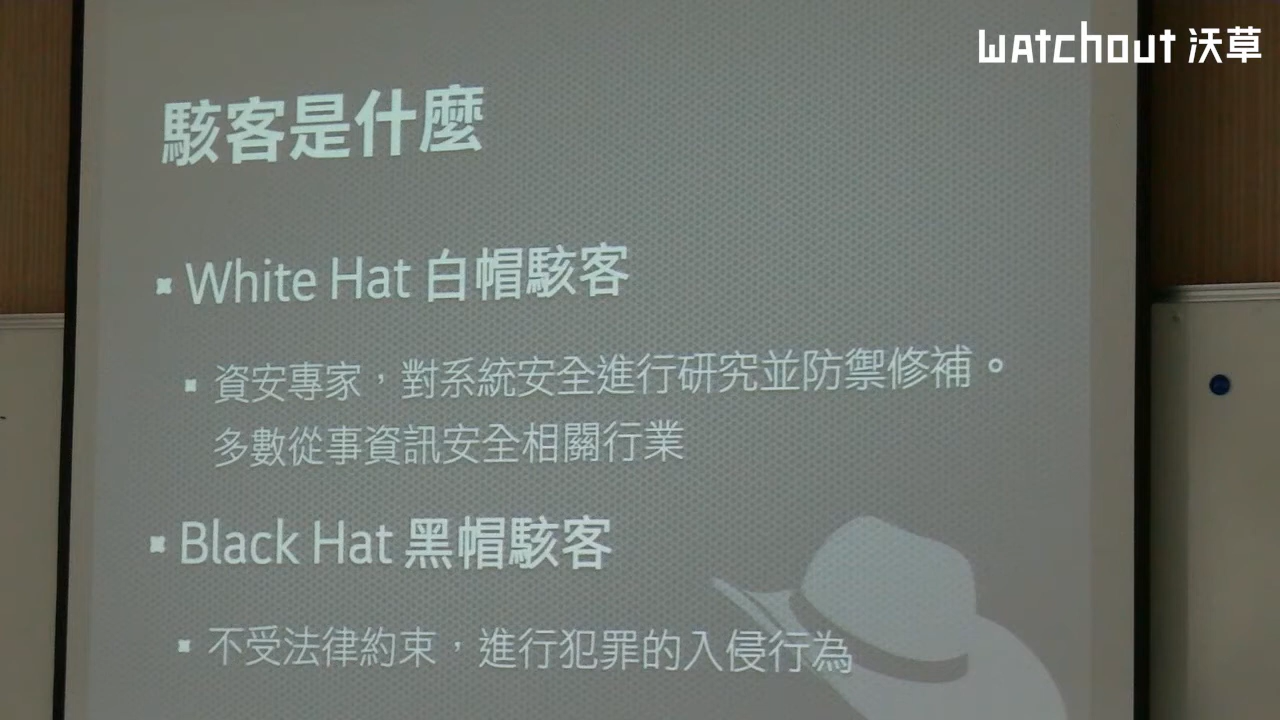 watchout 沃草
駭客是什麼
White Hat 白帽駭客
資安專家，對系統安全進行研究並防禦修補。
多數從事資訊安全相關行業
Black Hat 黑帽駭客
不受法律約束，進行犯罪的入侵行為